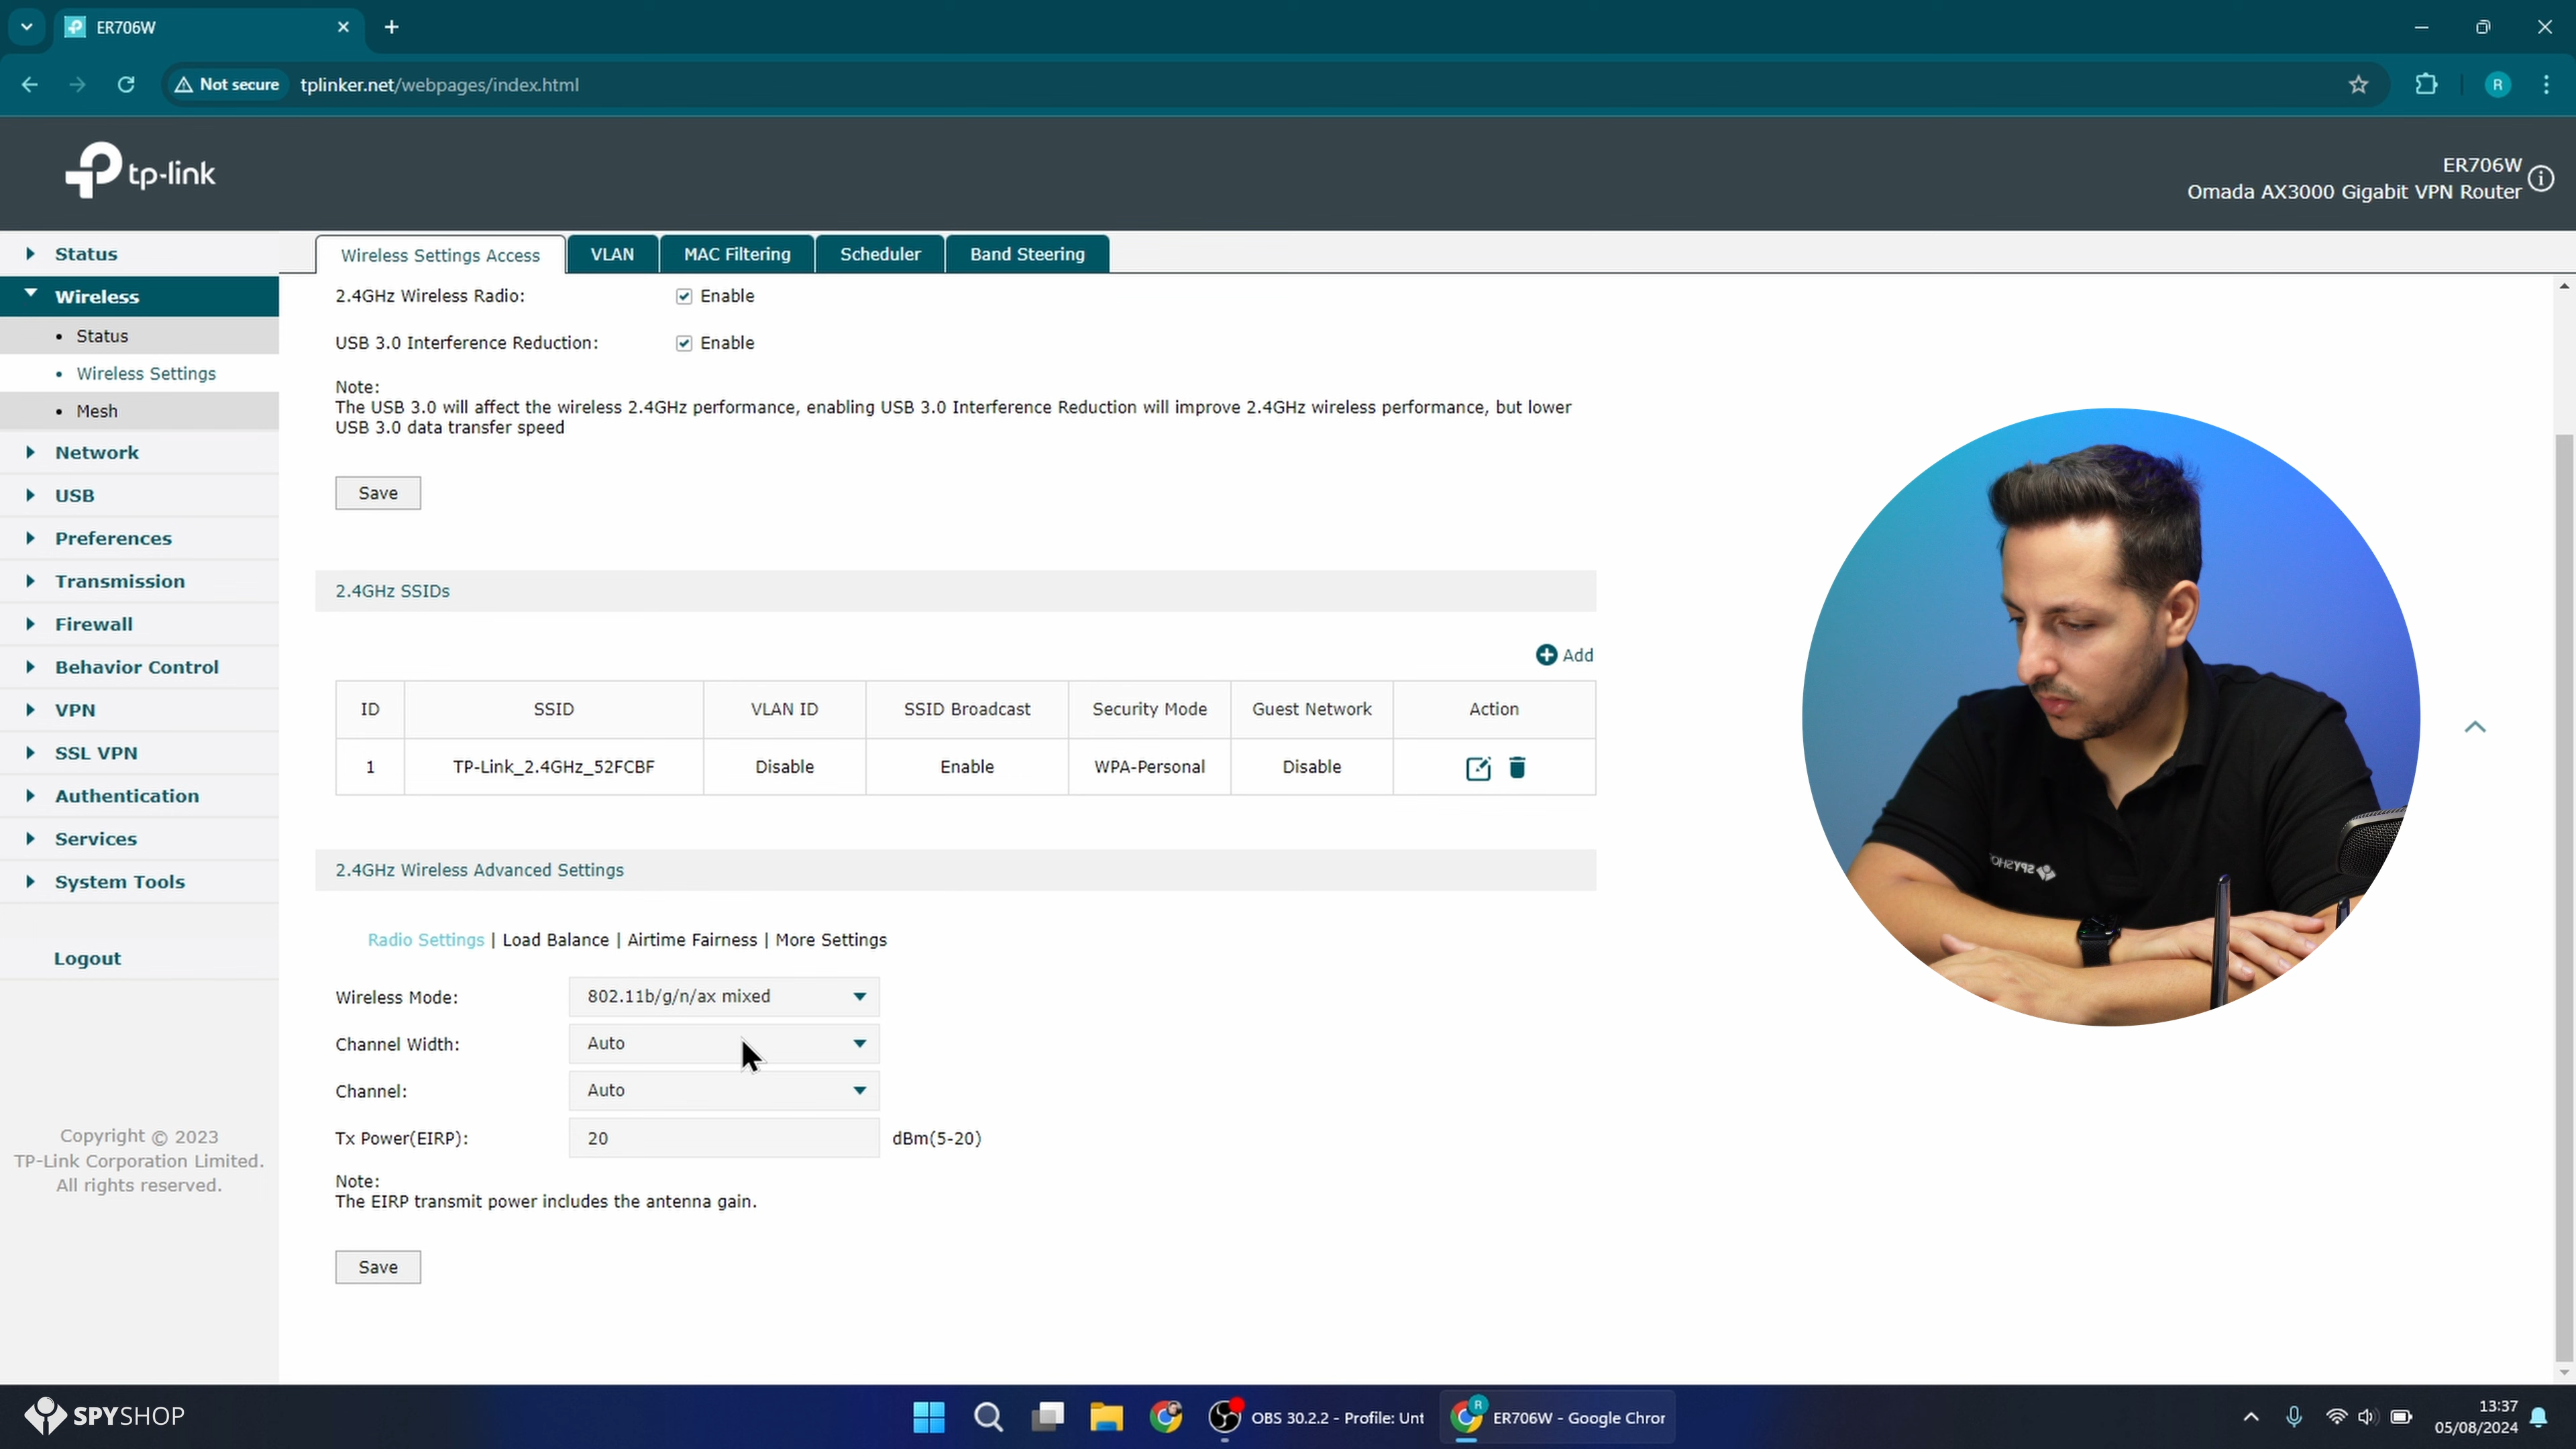 ER706W
Not secure
tplinker.net/webpages/index.html
R
tp-link
ER706W
Omada AX3000 Gigabit VPN Router
Status
Wireless
Status
Wireless Settings
Mesh
Network
USB
Preferences
Transmission
Firewall
Behavior Control
VPN
SSL VPN
Authentication
Services
System Tools
Logout
Copyright © 2023
TP-Link Corporation Limited.
All rights reserved.
Wireless Settings Access
VLAN
MAC Filtering
Scheduler
Band Steering
2.4GHz Wireless Radio:
Enable
USB 3.0 Interference Reduction:
Enable
Note:
The USB 3.0 will affect the wireless 2.4GHz performance, enabling USB 3.0 Interference Reduction will improve 2.4GHz wireless performance, but lower
USB 3.0 data transfer speed
Save
2.4GHz SSIDs
Add
ID SSID VLAN ID SSID Broadcast Security Mode Guest Network Action
1 TP-Link_2.4GHz_52FCBF Disable Enable WPA-Personal Disable
2.4GHz Wireless Advanced Settings
Radio Settings | Load Balance | Airtime Fairness | More Settings
Wireless Mode: 802.11b/g/n/ax mixed
Channel Width: Auto
Channel: Auto
Tx Power(EIRP): 20 dBm(5-20)
Note:
The EIRP transmit power includes the antenna gain.
Save
SPYSHOP
SPYSHOP
OBS 30.2.2 - Profile: Unt
R
ER706W - Google Chror
13:37
05/08/2024